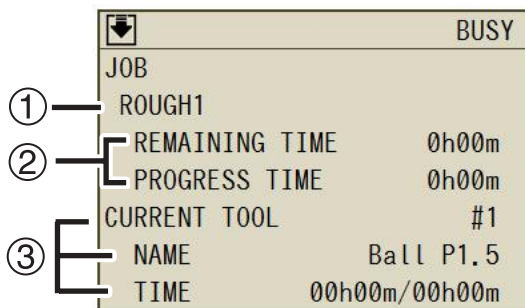 BUSY
JOB
① ROUGH1
② REMAINING TIME 0h00m
PROGRESS TIME 0h00m
CURRENT TOOL #1
③ NAME Ball P1.5
TIME 00h00m/00h00m